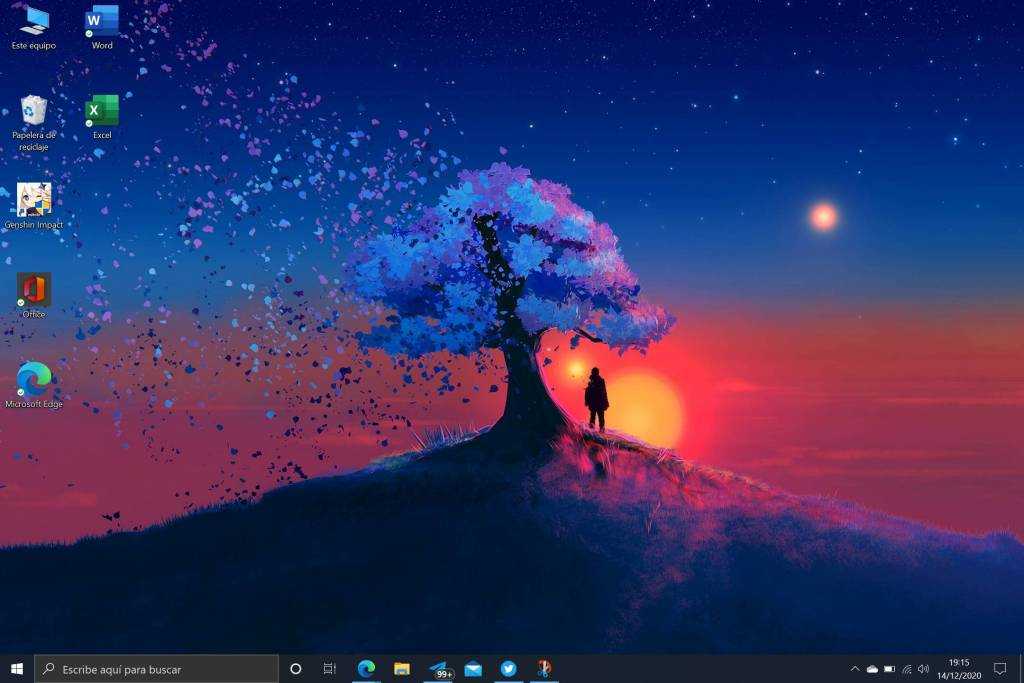 Este equipo
Word
Papelera de
reciclaje
Excel
Genshin Impact
Office
Microsoft Edge
Escribe aquí para buscar
99+
19:15
14/12/2020